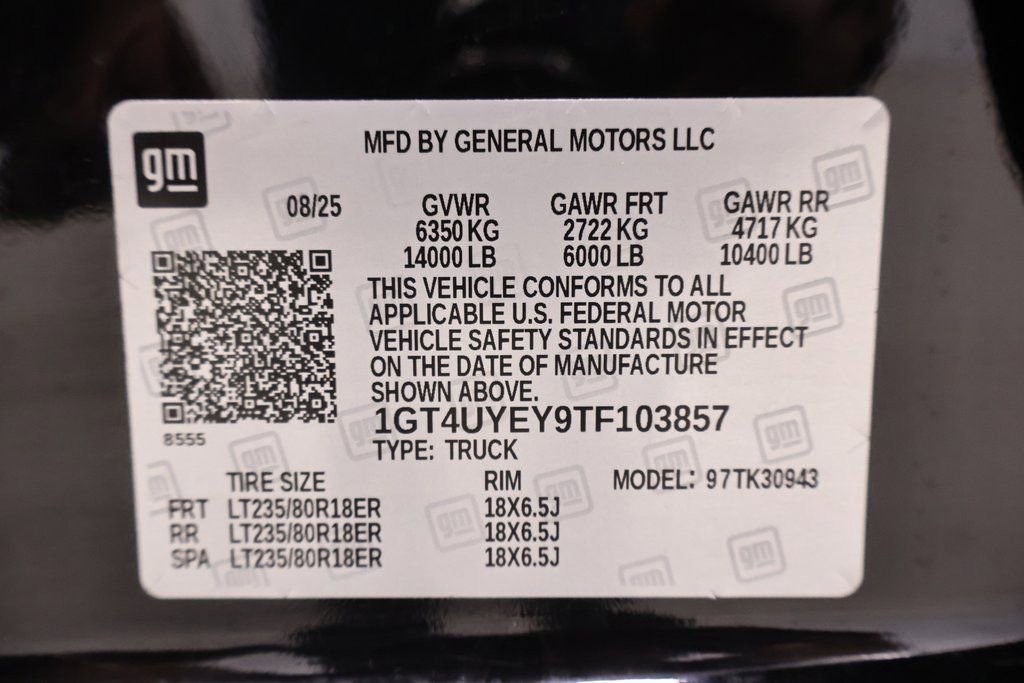 gm
MFD BY GENERAL MOTORS LLC
08/25 GVWR GAWR FRT GAWR RR
6350 KG 2722 KG 4717 KG
14000 LB 6000 LB 10400 LB
THIS VEHICLE CONFORMS TO ALL
APPLICABLE U.S. FEDERAL MOTOR
VEHICLE SAFETY STANDARDS IN EFFECT
ON THE DATE OF MANUFACTURE
SHOWN ABOVE.
1GT4UYEY9TF103857
8555
TYPE: TRUCK
TIRE SIZE RIM MODEL: 97TK30943
FRT LT235/80R18ER 18X6.5J
RR LT235/80R18ER 18X6.5J
SPA LT235/80R18ER 18X6.5J